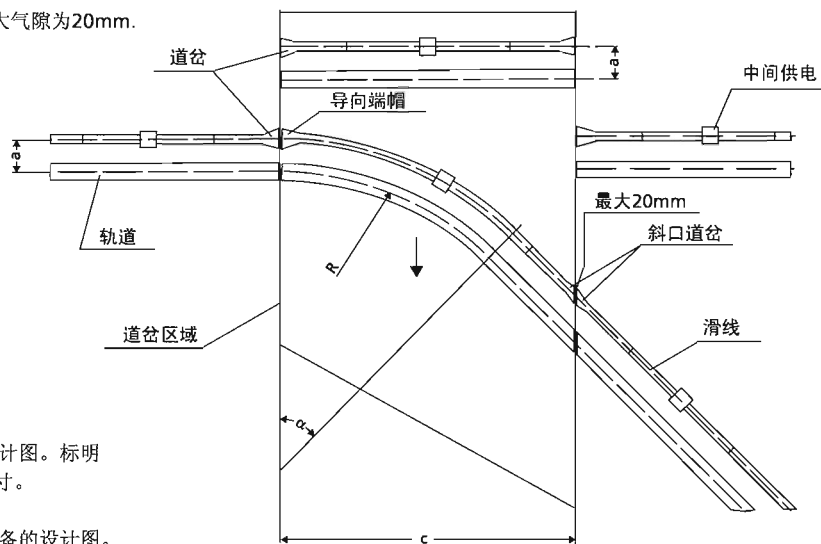 大气隙为20mm.
道岔
a
中间供电
导向端帽
a
最大20mm
斜口道岔
轨道
R
道岔区域
滑线
α
计图。标明
寸。
备的设计图。
c